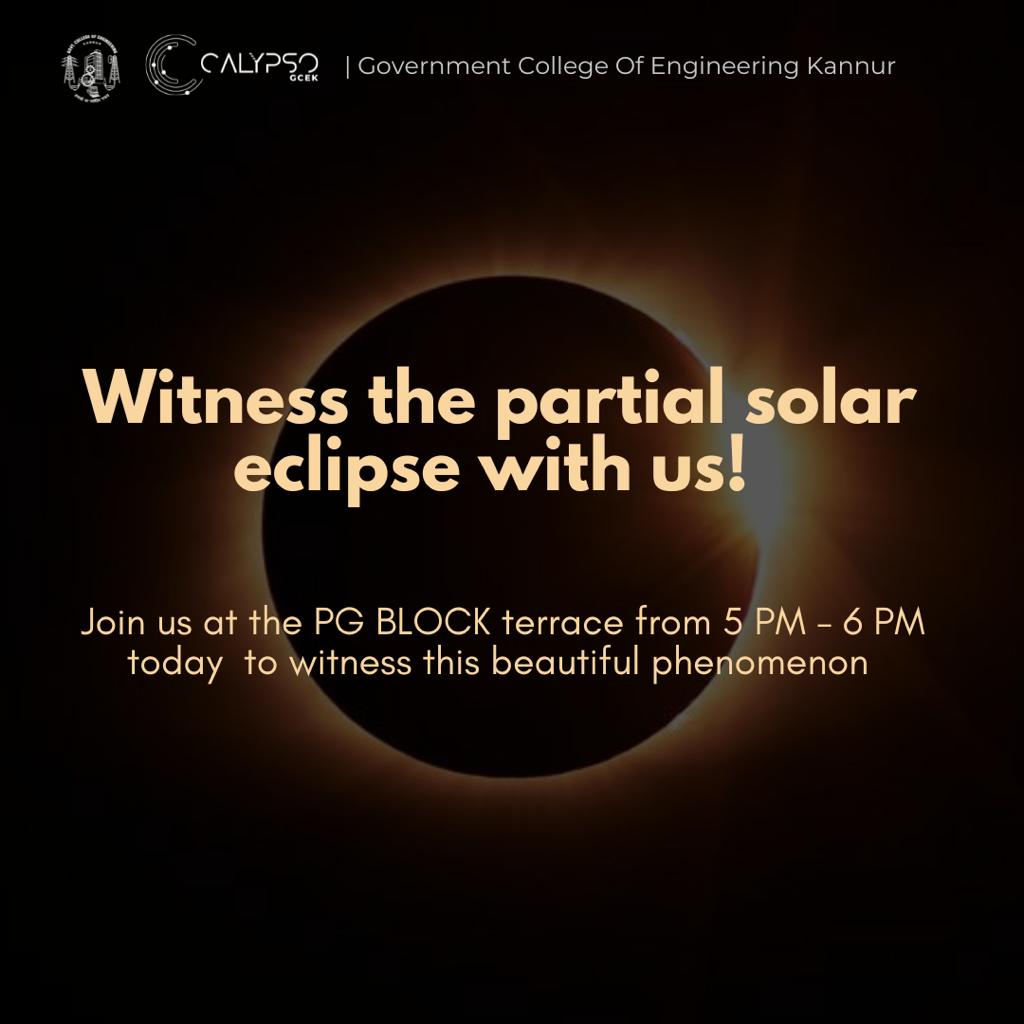 CALYPSO
GCEK
| Government College Of Engineering Kannur
Witness the partial solar
eclipse with us!
Join us at the PG BLOCK terrace from 5 PM – 6 PM
today  to witness this beautiful phenomenon